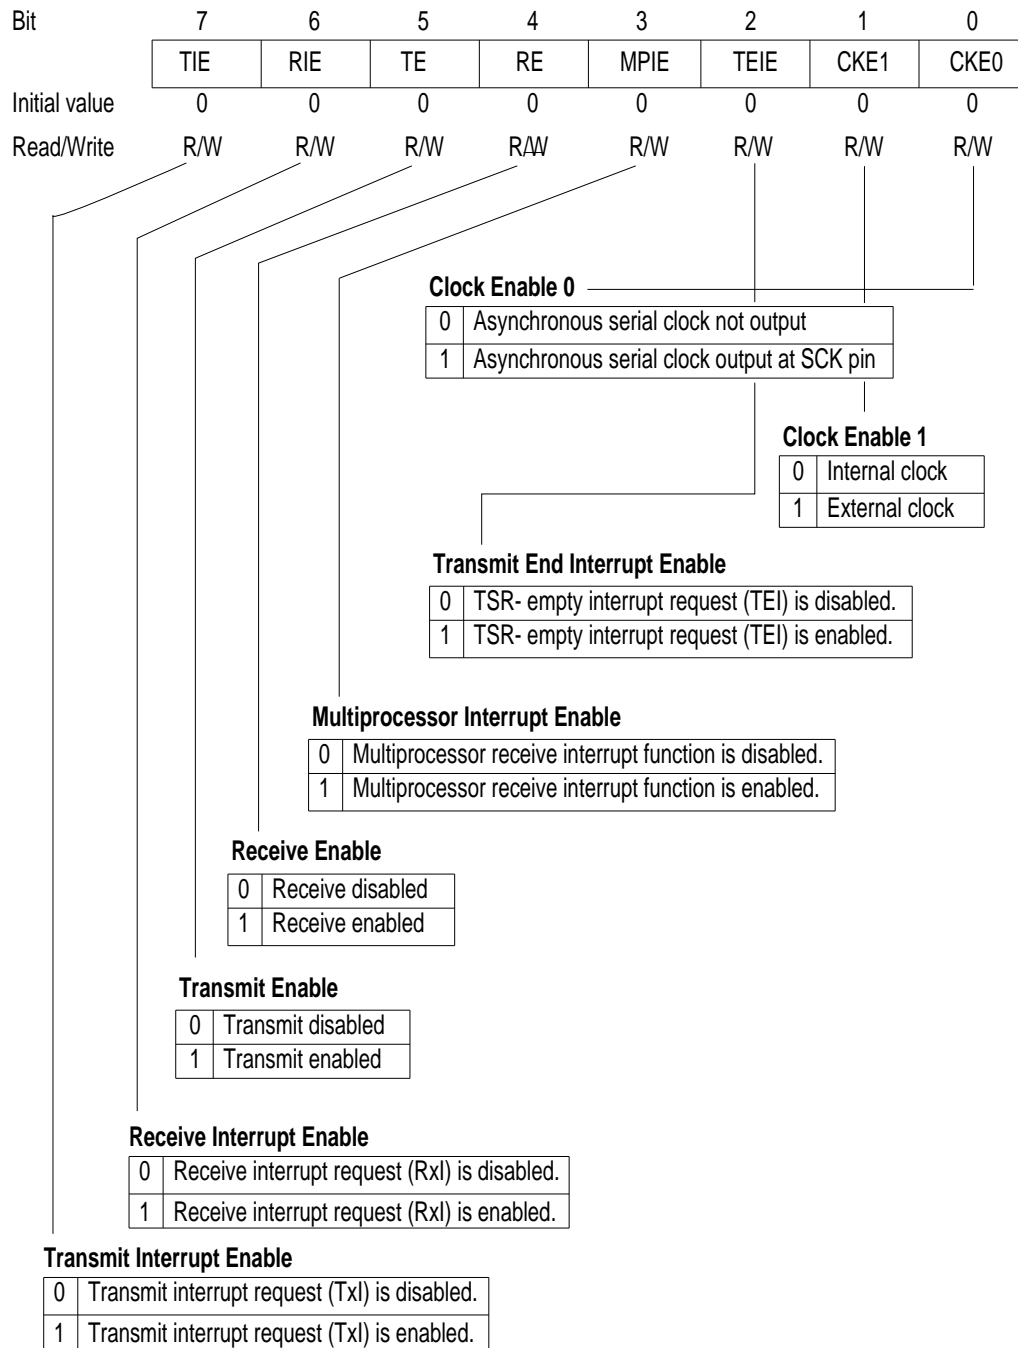 Bit 7 6 5 4 3 2 1 0
TIE RIE TE RE MPIE TEIE CKE1 CKE0
Initial value 0 0 0 0 0 0 0 0
Read/Write R/W R/W R/W R/W R/W R/W R/W R/W
Clock Enable 0
0 Asynchronous serial clock not output
1 Asynchronous serial clock output at SCK pin
Clock Enable 1
0 Internal clock
1 External clock
Transmit End Interrupt Enable
0 TSR- empty interrupt request (TEI) is disabled.
1 TSR- empty interrupt request (TEI) is enabled.
Multiprocessor Interrupt Enable
0 Multiprocessor receive interrupt function is disabled.
1 Multiprocessor receive interrupt function is enabled.
Receive Enable
0 Receive disabled
1 Receive enabled
Transmit Enable
0 Transmit disabled
1 Transmit enabled
Receive Interrupt Enable
0 Receive interrupt request (RxI) is disabled.
1 Receive interrupt request (RxI) is enabled.
Transmit Interrupt Enable
0 Transmit interrupt request (TxI) is disabled.
1 Transmit interrupt request (TxI) is enabled.